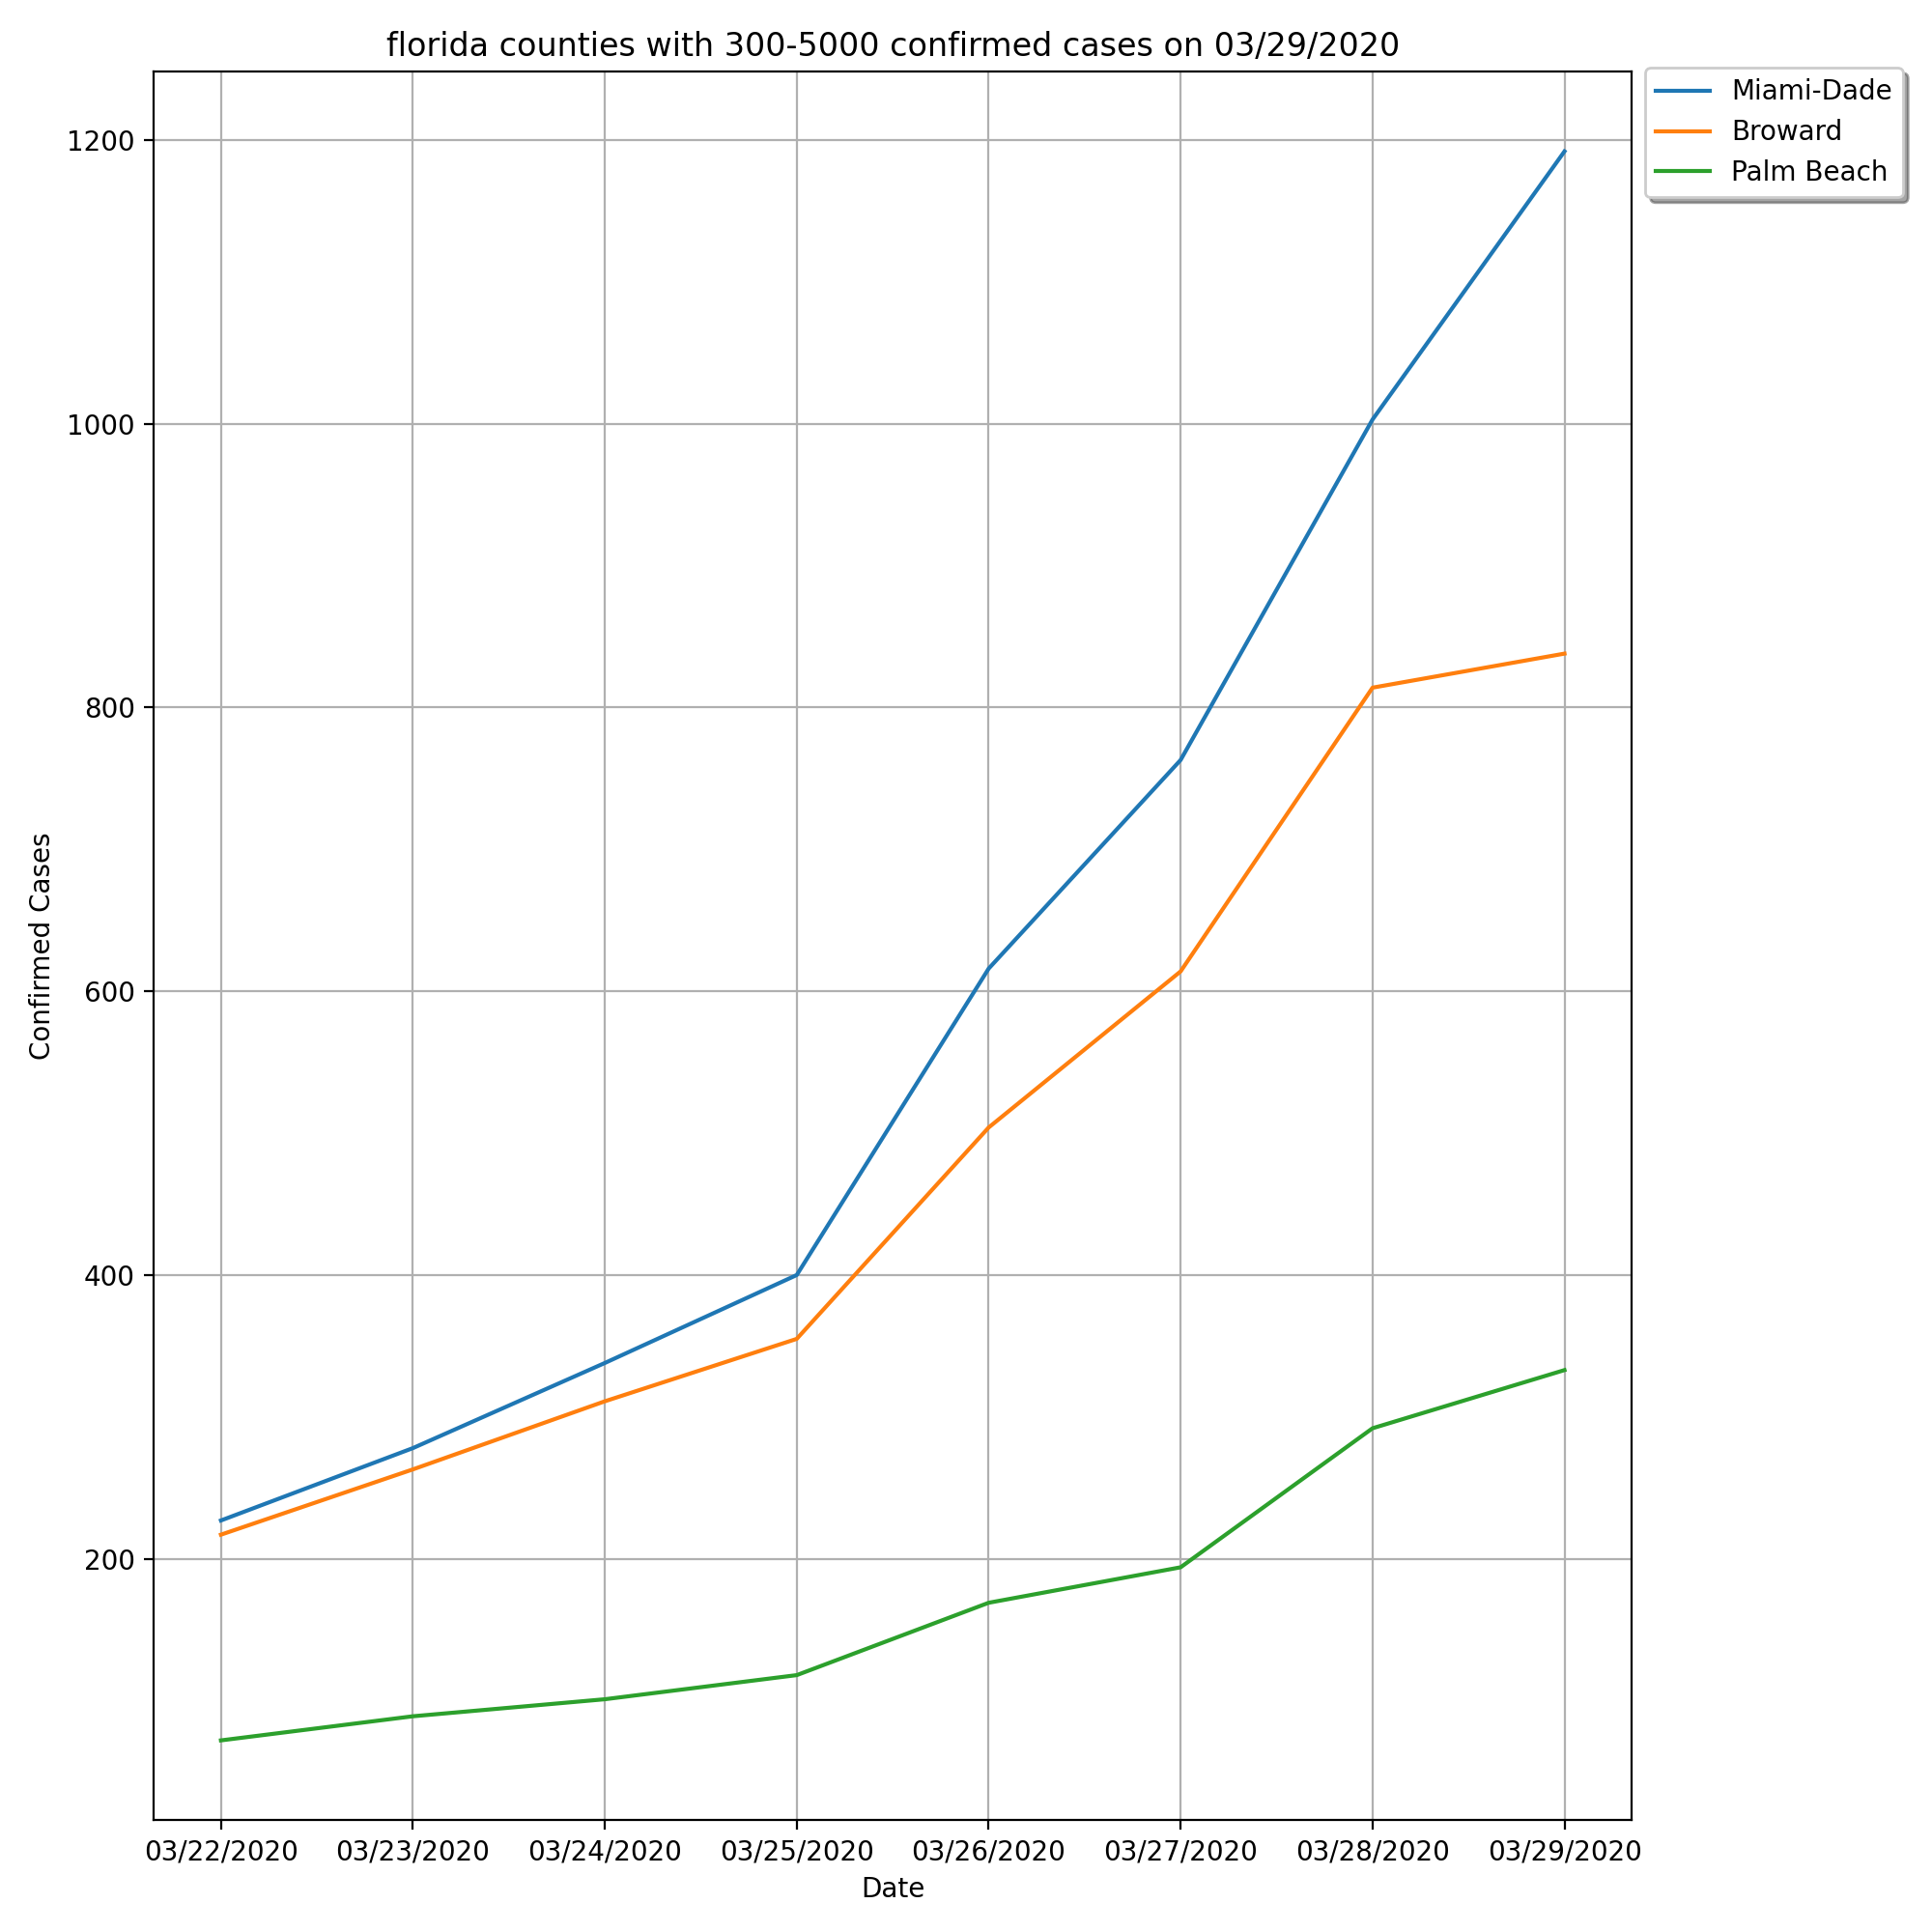 florida counties with 300-5000 confirmed cases on 03/29/2020
Miami-Dade
Broward
Palm Beach
1200
1000
800
600
400
200
Confirmed Cases
03/22/2020 03/23/2020 03/24/2020 03/25/2020 03/26/2020 03/27/2020 03/28/2020 03/29/2020
Date